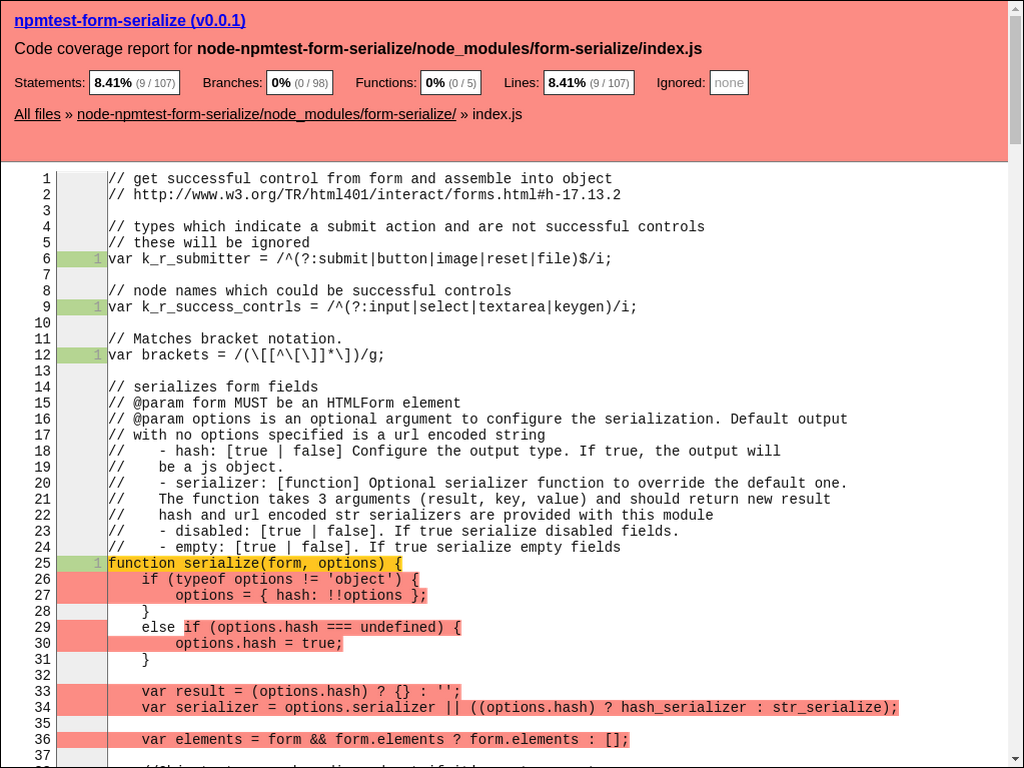 npmtest-form-serialize (v0.0.1)
Code coverage report for node-npmtest-form-serialize/node_modules/form-serialize/index.js
Statements: 8.41% (9 / 107) Branches: 0% (0 / 98) Functions: 0% (0 / 5) Lines: 8.41% (9 / 107) Ignored: none
All files » node-npmtest-form-serialize/node_modules/form-serialize/ » index.js
1 // get successful control from form and assemble into object
2 // http://www.w3.org/TR/html401/interact/forms.html#h-17.13.2
3
4 // types which indicate a submit action and are not successful controls
5 // these will be ignored
6 1 var k_r_submitter = /^(?:submit|button|image|reset|file)$/i;
7
8 // node names which could be successful controls
9 1 var k_r_success_contrls = /^(?:input|select|textarea|keygen)/i;
10
11 // Matches bracket notation.
12 1 var brackets = /(\[[^\[\]]*\])/g;
13
14 // serializes form fields
15 // @param form MUST be an HTMLForm element
16 // @param options is an optional argument to configure the serialization. Default output
17 // with no options specified is a url encoded string
18 //    - hash: [true | false] Configure the output type. If true, the output will
19 //    be a js object.
20 //    - serializer: [function] Optional serializer function to override the default one.
21 //    The function takes 3 arguments (result, key, value) and should return new result
22 //    hash and url encoded str serializers are provided with this module
23 //    - disabled: [true | false]. If true serialize disabled fields.
24 //    - empty: [true | false]. If true serialize empty fields
25 1 function serialize(form, options) {
26     if (typeof options != 'object') {
27         options = { hash: !!options };
28     }
29     else if (options.hash === undefined) {
30         options.hash = true;
31     }
32
33     var result = (options.hash) ? {} : '';
34     var serializer = options.serializer || ((options.hash) ? hash_serializer : str_serialize);
35
36     var elements = form && form.elements ? form.elements : [];
37